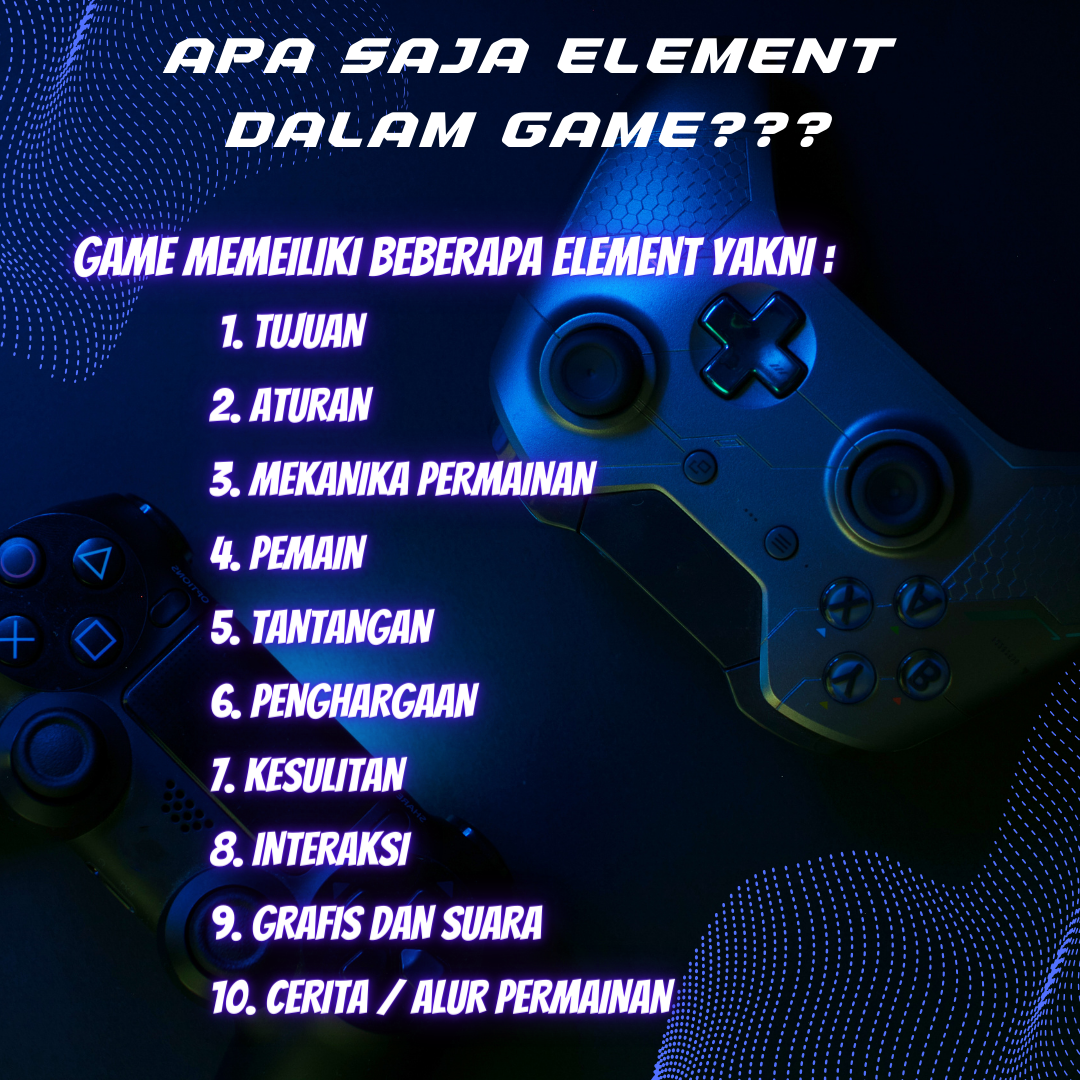 APA SAJA ELEMENT
DALAM GAME???
GAME MEMEILIKI BEBERAPA ELEMENT YAKNI :
1. TUJUAN
2. ATURAN
3. MEKANIKA PERMAINAN
4. PEMAIN
5. TANTANGAN
6. PENGHARGAAN
7. KESULITAN
8. INTERAKSI
9. GRAFIS DAN SUARA
10. CERITA / ALUR PERMAINAN
OPTIONS
X
A
Y
B